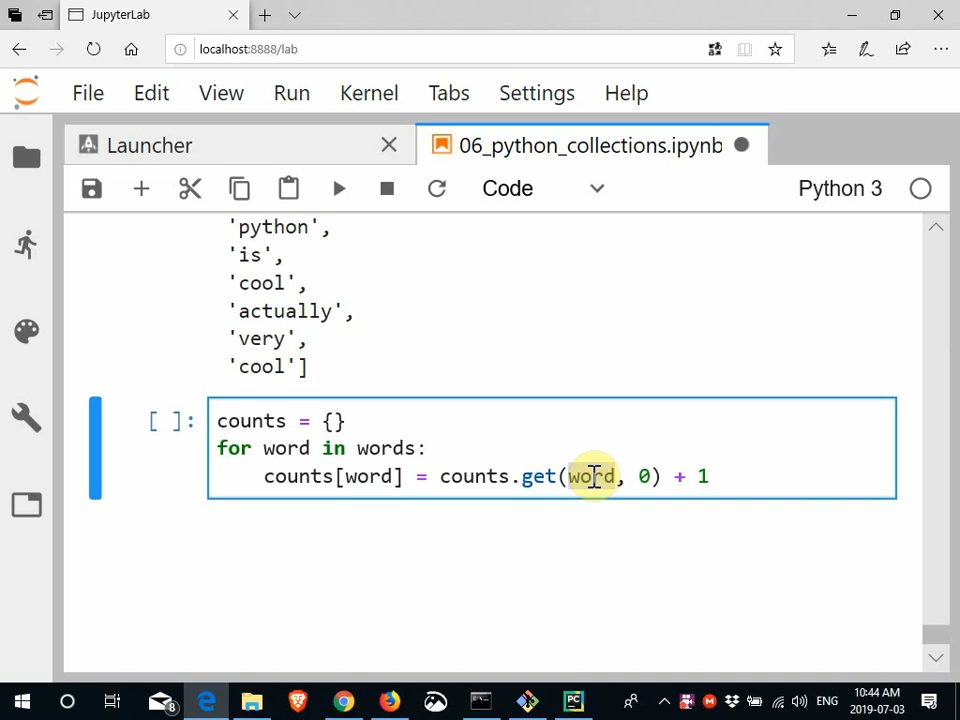 JupyterLab
localhost:8888/lab
File Edit View Run Kernel Tabs Settings Help
Launcher
06_python_collections.ipynb
Code
Python 3
'python',
'is',
'cool',
'actually',
'very',
'cool']
[ ]:
counts = {}
for word in words:
    counts[word] = counts.get(word, 0) + 1
8
PC
ENG
10:44 AM
2019-07-03